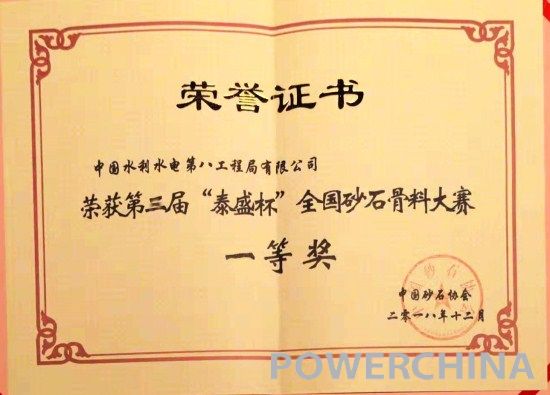 荣誉证书
中国水利水电第八工程局有限公司
荣获第三届“泰盛杯”全国砂石骨料大赛
一等奖
中国砂石协会
二零一八年十二月
POWERCHINA